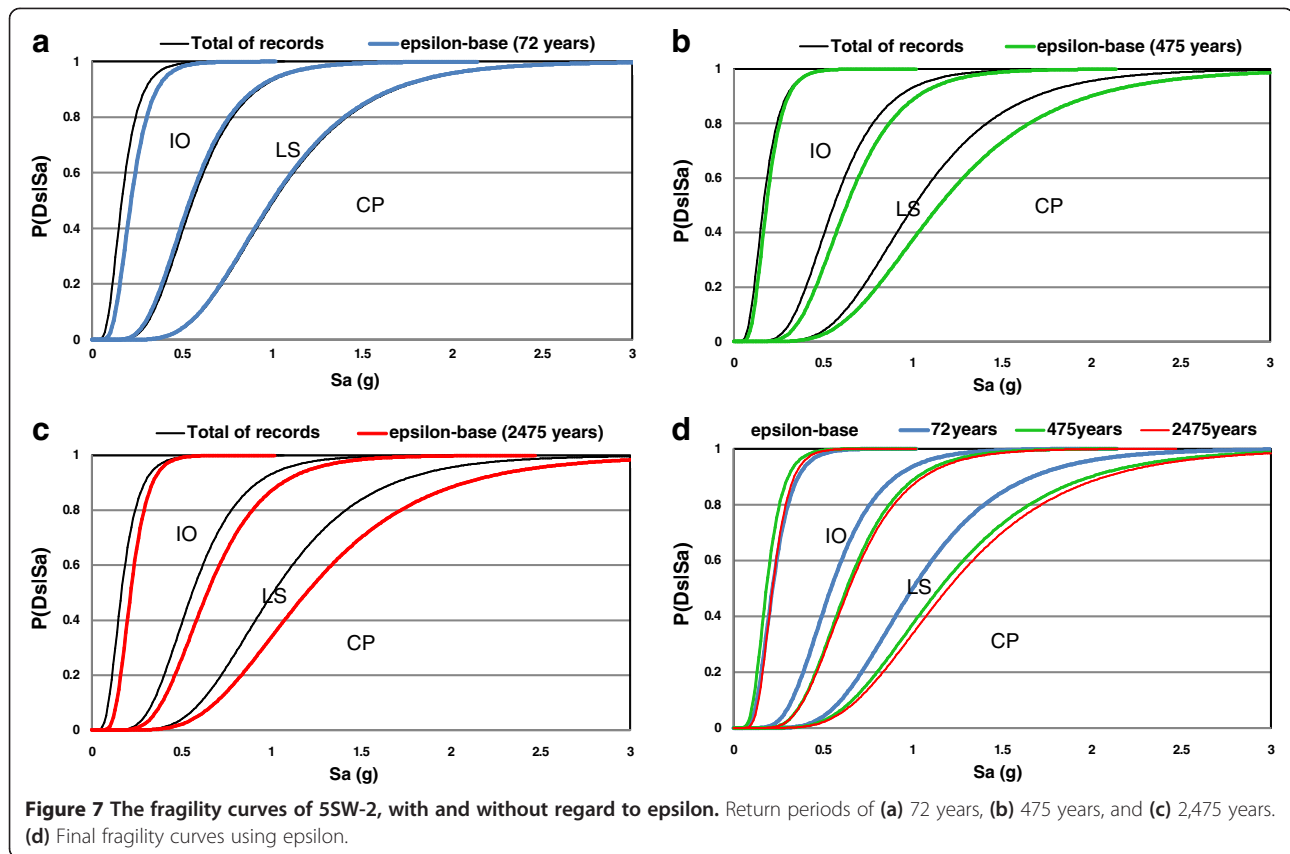 a
Total of records epsilon-base (72 years)
1
0.8
0.6
0.4
0.2
0
P(Ds|Sa)
IO
LS
CP
0 0.5 1 1.5 2 2.5 3
Sa (g)
b
Total of records epsilon-base (475 years)
1
0.8
0.6
0.4
0.2
0
P(Ds|Sa)
IO
LS
CP
0 0.5 1 1.5 2 2.5 3
Sa (g)
c
Total of records epsilon-base (2475 years)
1
0.8
0.6
0.4
0.2
0
P(Ds|Sa)
IO
LS
CP
0 0.5 1 1.5 2 2.5 3
Sa (g)
d
epsilon-base 72years 475years 2475years
1
0.8
0.6
0.4
0.2
0
P(Ds|Sa)
IO
LS
CP
0 0.5 1 1.5 2 2.5 3
Sa (g)
Figure 7 The fragility curves of 5SW-2, with and without regard to epsilon. Return periods of (a) 72 years, (b) 475 years, and (c) 2,475 years.
(d) Final fragility curves using epsilon.